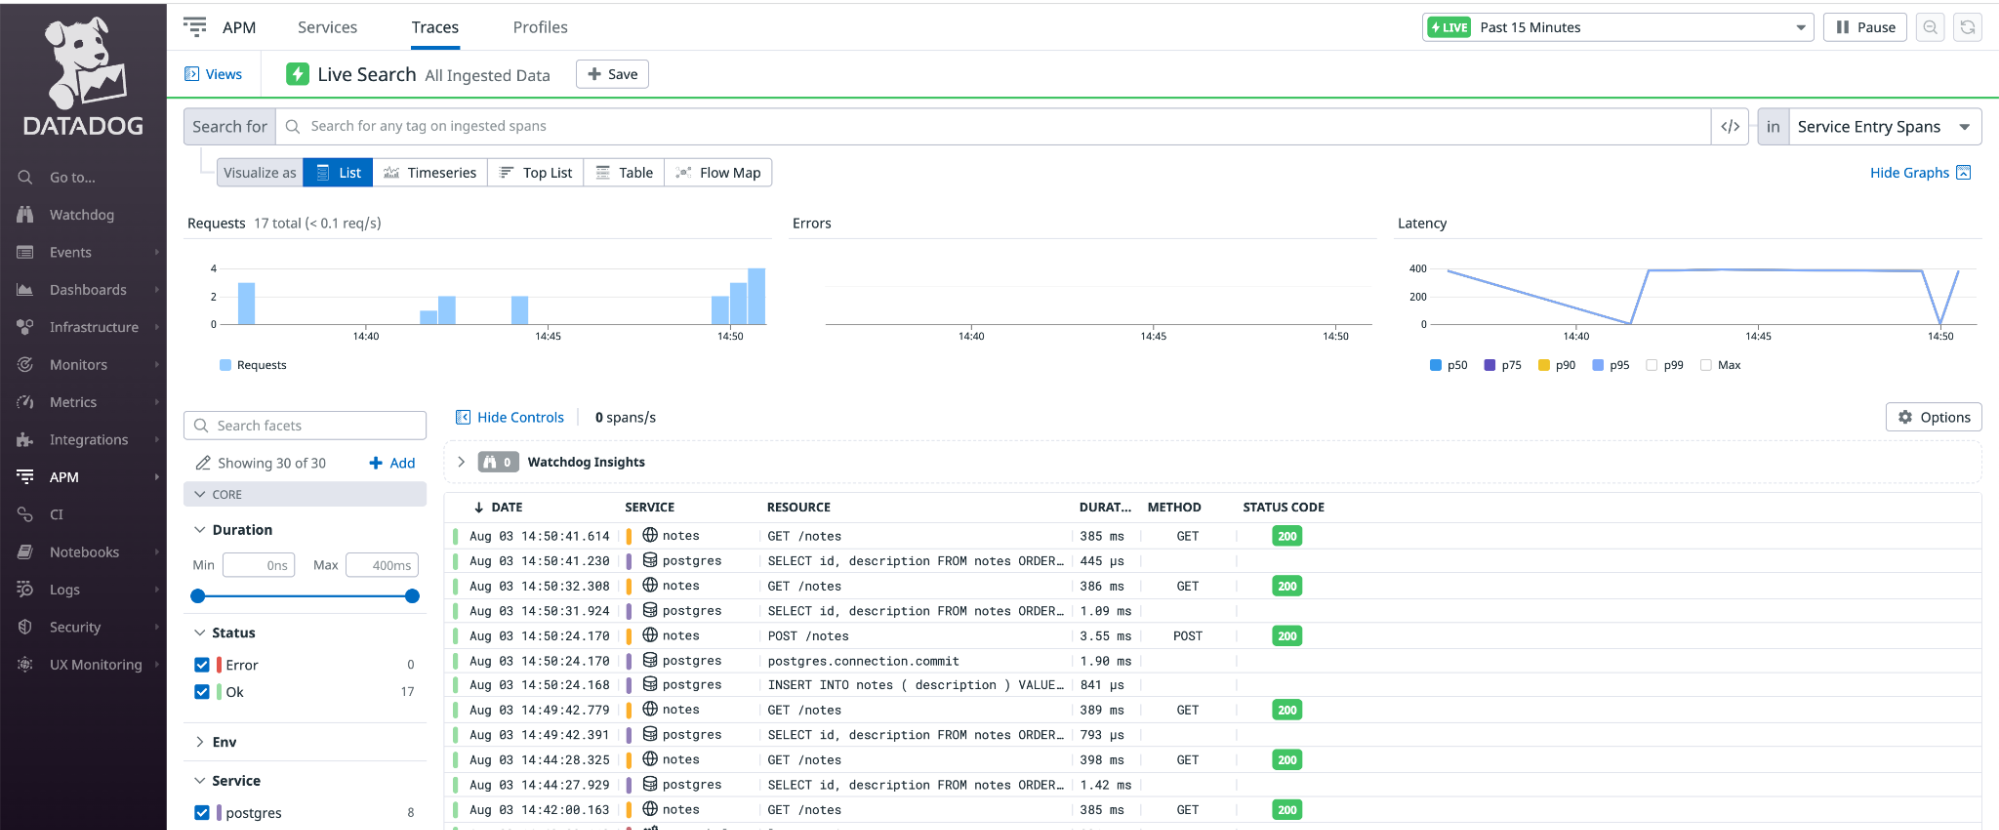 DATADOG
Go to...
Watchdog
Events
Dashboards
Infrastructure
Monitors
Metrics
Integrations
APM
CI
Notebooks
Logs
Security
UX Monitoring
APM Services Traces Profiles
LIVE Past 15 Minutes Pause
Views Live Search All Ingested Data + Save
Search for Search for any tag on ingested spans </> in Service Entry Spans
Visualize as List Timeseries Top List Table Flow Map Hide Graphs
Requests 17 total (< 0.1 req/s)
4
2
0
14:40 14:45 14:50
Requests
Errors
14:40 14:45 14:50
Latency
400
200
0
14:40 14:45 14:50
p50 p75 p90 p95 p99 Max
Search facets
Showing 30 of 30 + Add
CORE
Duration
Min 0ns Max 400ms
Status
Error 0
Ok 17
Env
Service
postgres 8
Hide Controls 0 spans/s Options
0 Watchdog Insights
DATE SERVICE RESOURCE DURAT... METHOD STATUS CODE
Aug 03 14:50:41.614 notes GET /notes 385 ms GET 200
Aug 03 14:50:41.230 postgres SELECT id, description FROM notes ORDER... 445 µs
Aug 03 14:50:32.308 notes GET /notes 386 ms GET 200
Aug 03 14:50:31.924 postgres SELECT id, description FROM notes ORDER... 1.09 ms
Aug 03 14:50:24.170 notes POST /notes 3.55 ms POST 200
Aug 03 14:50:24.170 postgres postgres.connection.commit 1.90 ms
Aug 03 14:50:24.168 postgres INSERT INTO notes ( description ) VALUE... 841 µs
Aug 03 14:49:42.779 notes GET /notes 389 ms GET 200
Aug 03 14:49:42.391 postgres SELECT id, description FROM notes ORDER... 793 µs
Aug 03 14:44:28.325 notes GET /notes 398 ms GET 200
Aug 03 14:44:27.929 postgres SELECT id, description FROM notes ORDER... 1.42 ms
Aug 03 14:42:00.163 notes GET /notes 385 ms GET 200